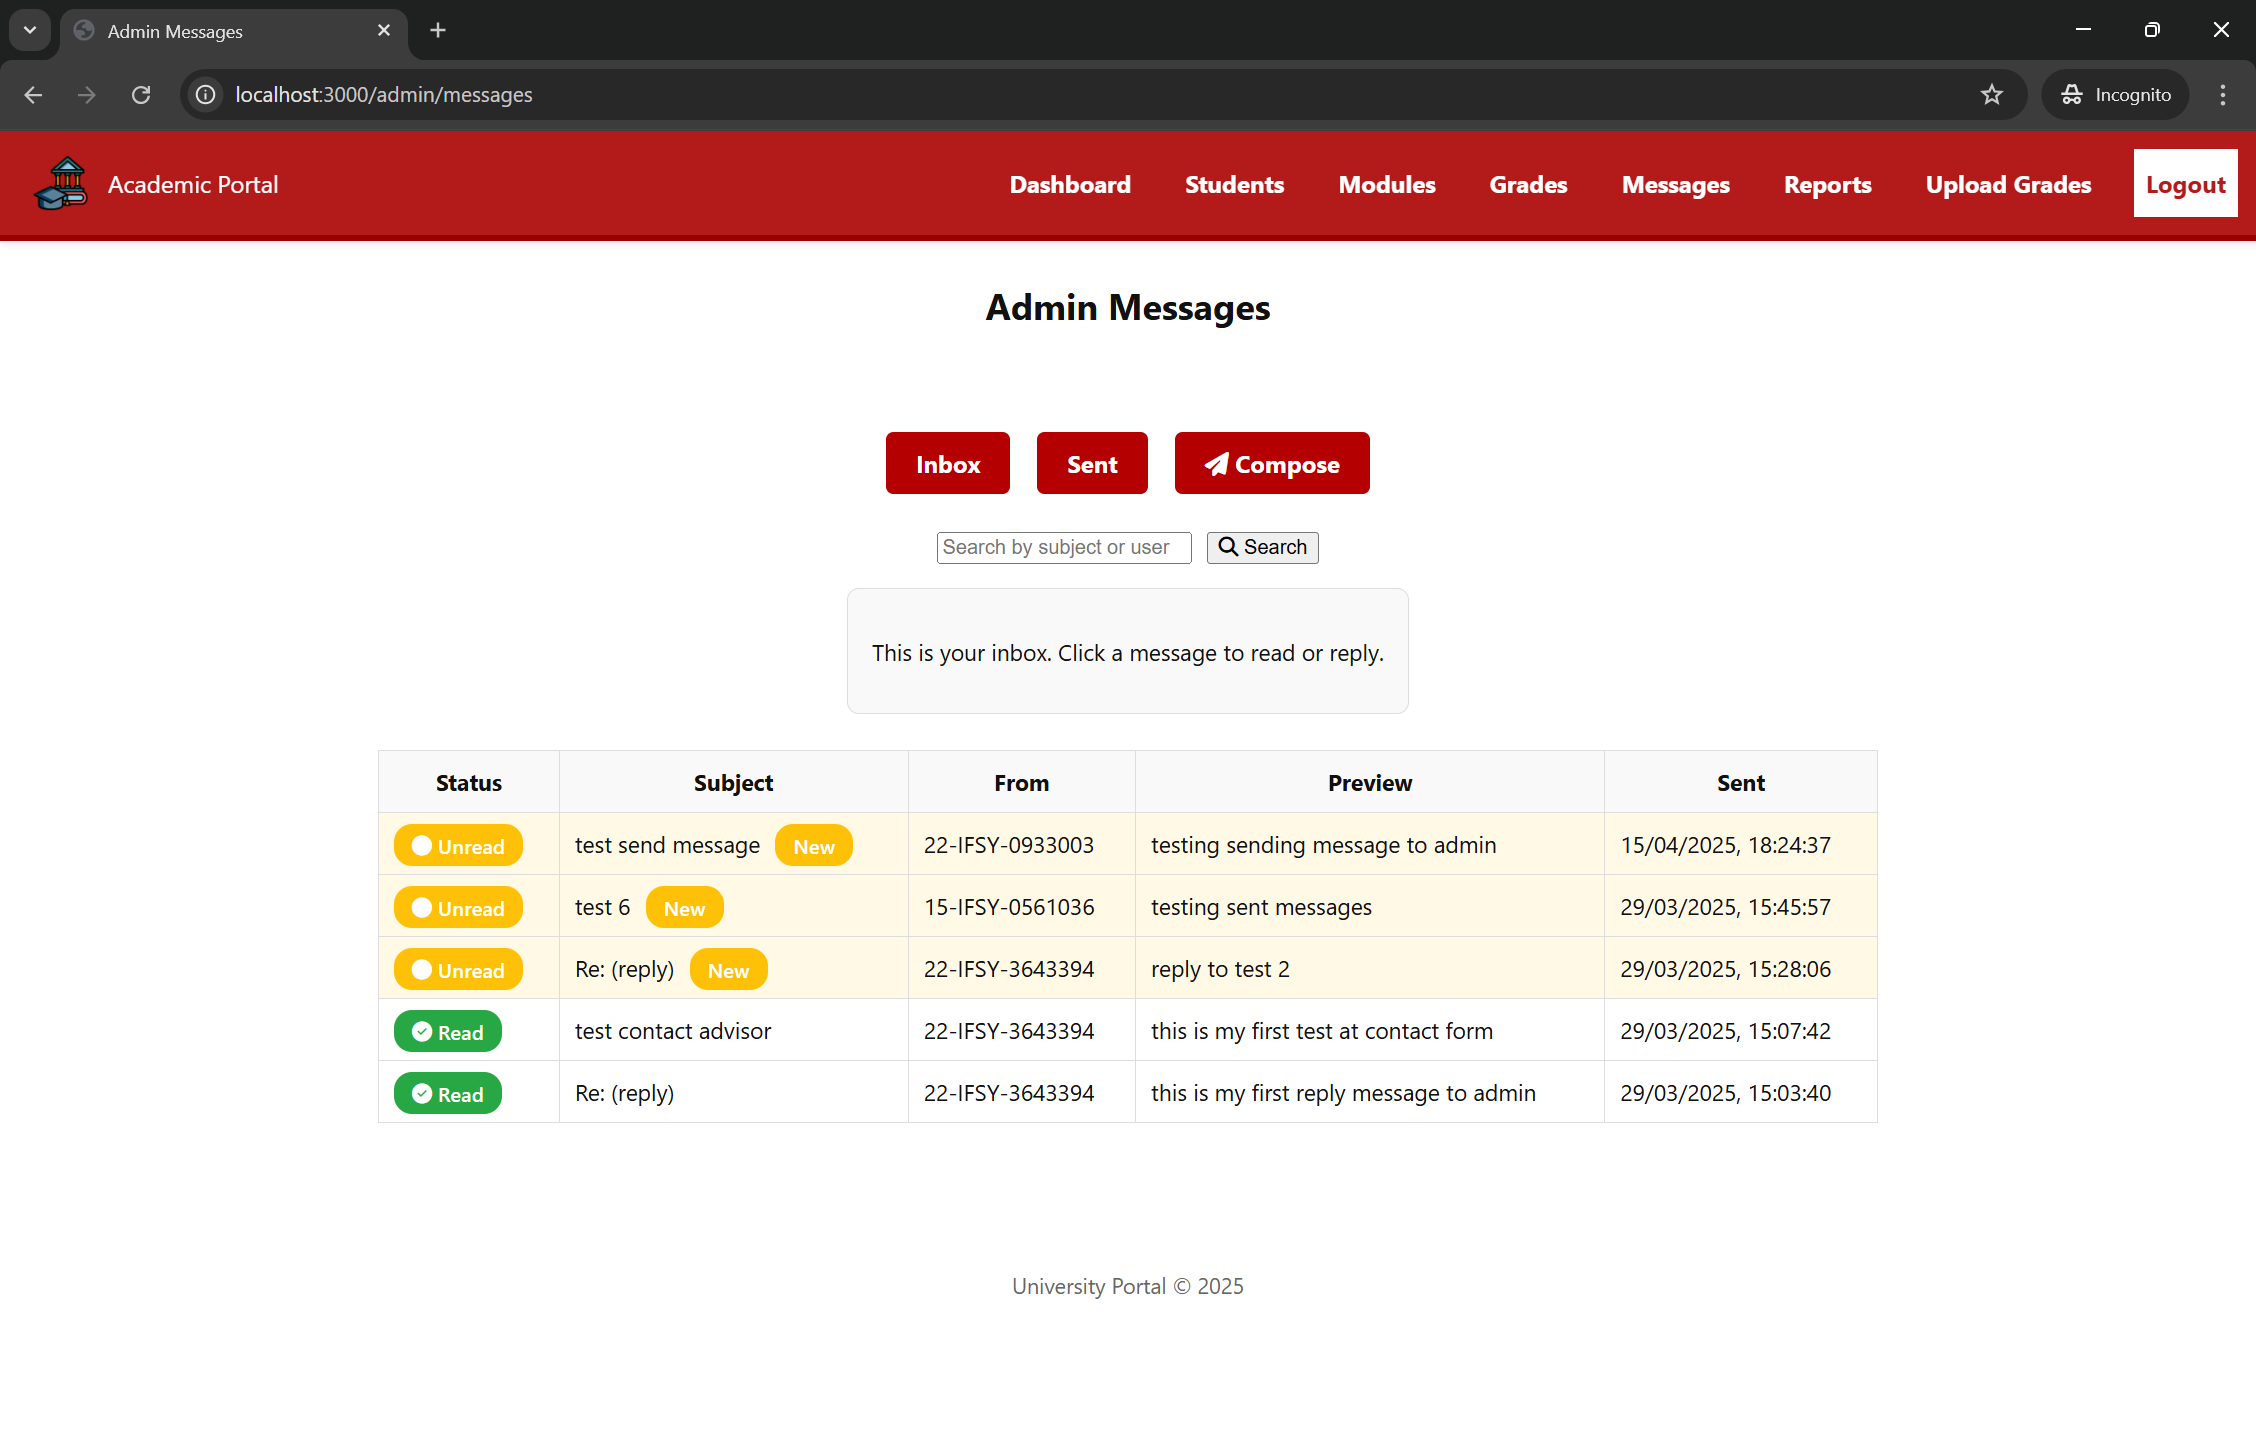 Admin Messages
localhost:3000/admin/messages
Incognito
Academic Portal Dashboard Students Modules Grades Messages Reports Upload Grades Logout
Admin Messages
Inbox Sent Compose
Search by subject or user Search
This is your inbox. Click a message to read or reply.
Status Subject From Preview Sent
Unread test send message New 22-IFSY-0933003 testing sending message to admin 15/04/2025, 18:24:37
Unread test 6 New 15-IFSY-0561036 testing sent messages 29/03/2025, 15:45:57
Unread Re: (reply) New 22-IFSY-3643394 reply to test 2 29/03/2025, 15:28:06
Read test contact advisor 22-IFSY-3643394 this is my first test at contact form 29/03/2025, 15:07:42
Read Re: (reply) 22-IFSY-3643394 this is my first reply message to admin 29/03/2025, 15:03:40
University Portal © 2025